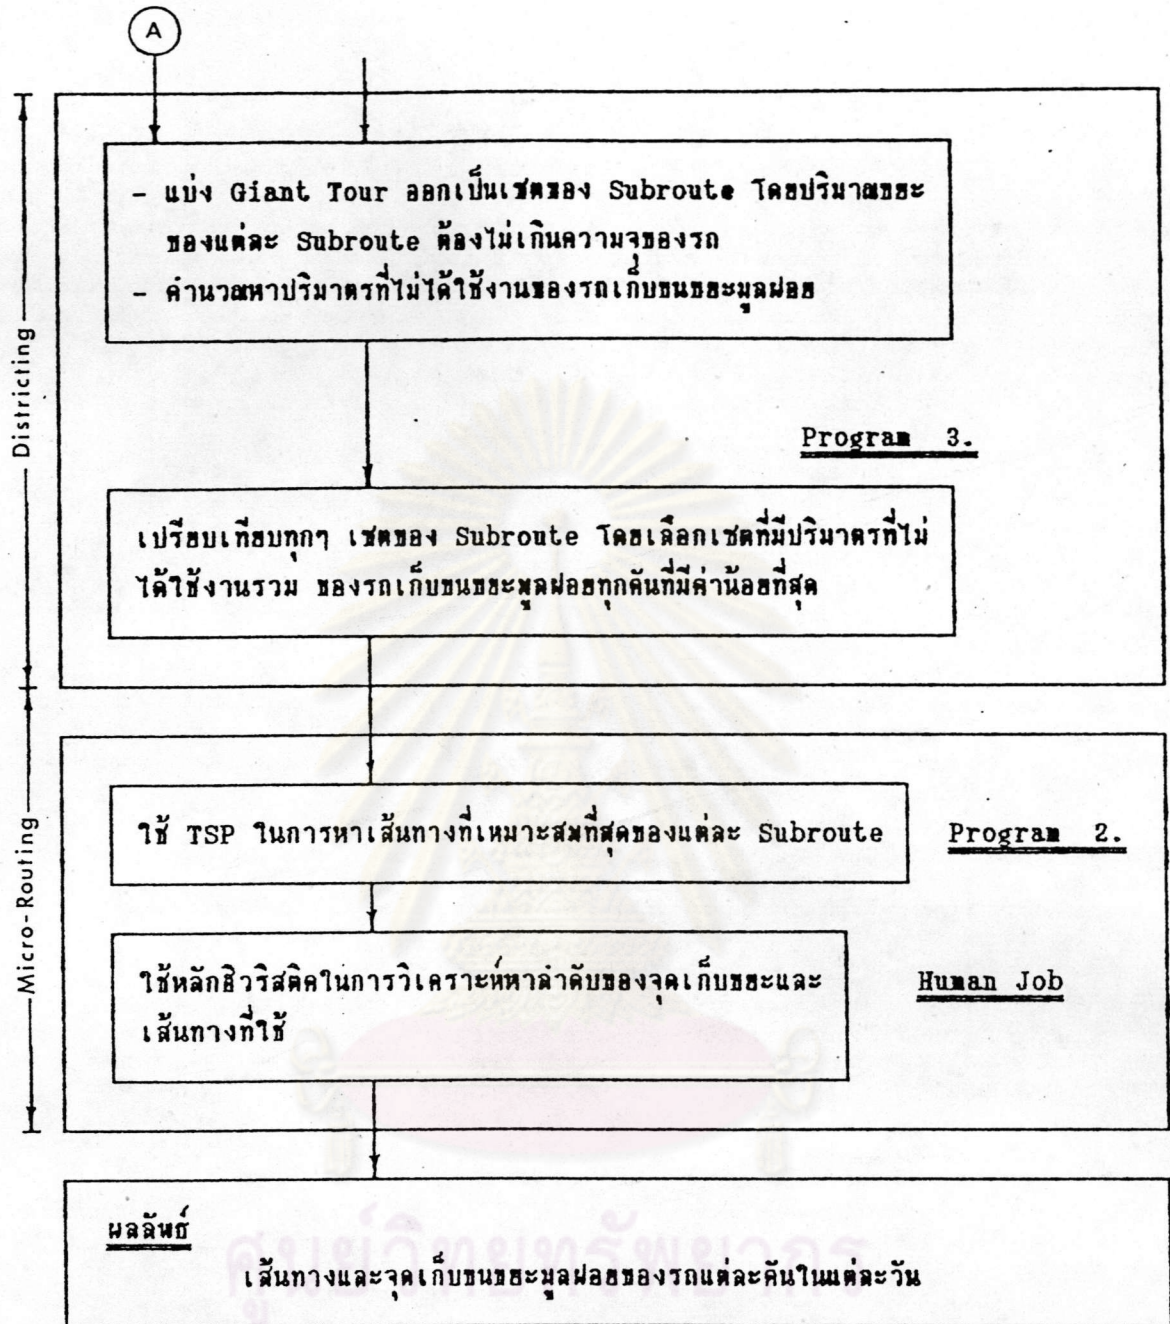 A
- แบ่ง Giant Tour ออกเป็นเซตของ Subroute โดยปริมาณขยะ
ของแต่ละ Subroute ต้องไม่เกินความจุของรถ
- คำนวณหาปริมาตรที่ไม่ได้ใช้งานของรถเก็บขนขยะมูลฝอย
Districting
Program 3.
เปรียบเทียบทุกๆ เซตของ Subroute โดยเลือกเซตที่มีปริมาตรที่ไม่
ได้ใช้งานรวม ของรถเก็บขนขยะมูลฝอยทุกคันที่มีค่าน้อยที่สุด
Micro-Routing
ใช้ TSP ในการหาเส้นทางที่เหมาะสมที่สุดของแต่ละ Subroute
Program 2.
ใช้หลักฮิวริสติคในการวิเคราะห์หาลำดับของจุดเก็บขยะและ
เส้นทางที่ใช้
Human Job
ผลลัพธ์
ศูนย์วิทยทรัพยากร
เส้นทางและจุดเก็บขนขยะมูลฝอยของรถแต่ละคันในแต่ละวัน